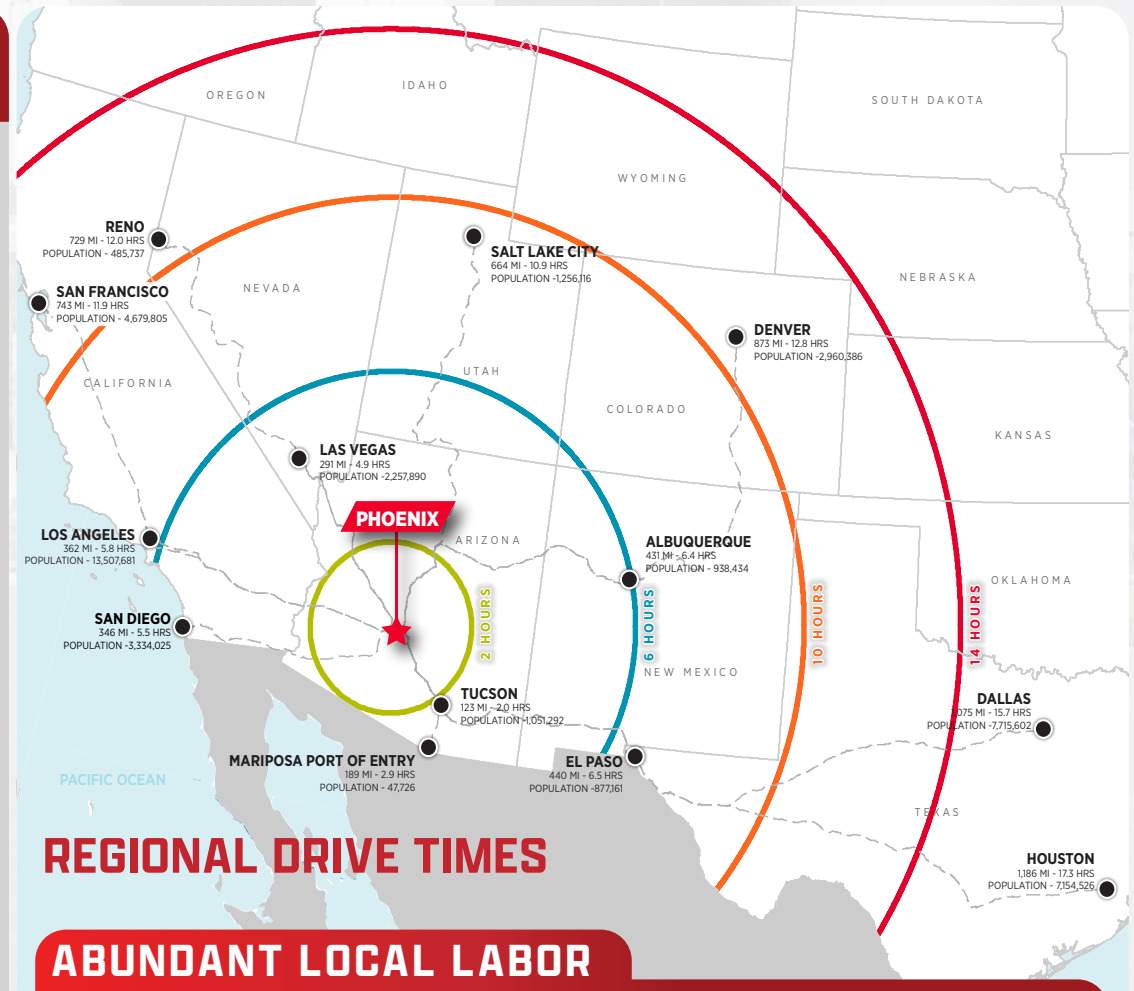 OREGON
IDAHO
SOUTH DAKOTA
WYOMING
RENO
729 MI - 12.0 HRS
POPULATION - 485,737
SALT LAKE CITY
664 MI - 10.9 HRS
POPULATION -1,256,116
NEBRASKA
NEVADA
SAN FRANCISCO
743 MI - 11.9 HRS
POPULATION - 4,679,805
DENVER
873 MI - 12.8 HRS
POPULATION -2,960,386
CALIFORNIA
UTAH
COLORADO
KANSAS
LAS VEGAS
291 MI - 4.9 HRS
POPULATION -2,257,890
PHOENIX
LOS ANGELES
362 MI - 5.8 HRS
POPULATION - 13,507,681
ARIZONA
ALBUQUERQUE
431 MI - 6.4 HRS
POPULATION - 938,434
OKLAHOMA
SAN DIEGO
346 MI - 5.5 HRS
POPULATION -3,334,025
2 HOURS
6 HOURS
10 HOURS
14 HOURS
NEW MEXICO
TUCSON
123 MI - 2.0 HRS
POPULATION -1,051,292
DALLAS
1,075 MI - 15.7 HRS
POPULATION -7,715,602
MARIPOSA PORT OF ENTRY
189 MI - 2.9 HRS
POPULATION - 47,726
EL PASO
440 MI - 6.5 HRS
POPULATION -877,161
PACIFIC OCEAN
TEXAS
REGIONAL DRIVE TIMES
HOUSTON
1,186 MI - 17.3 HRS
POPULATION - 7,154,526
ABUNDANT LOCAL LABOR